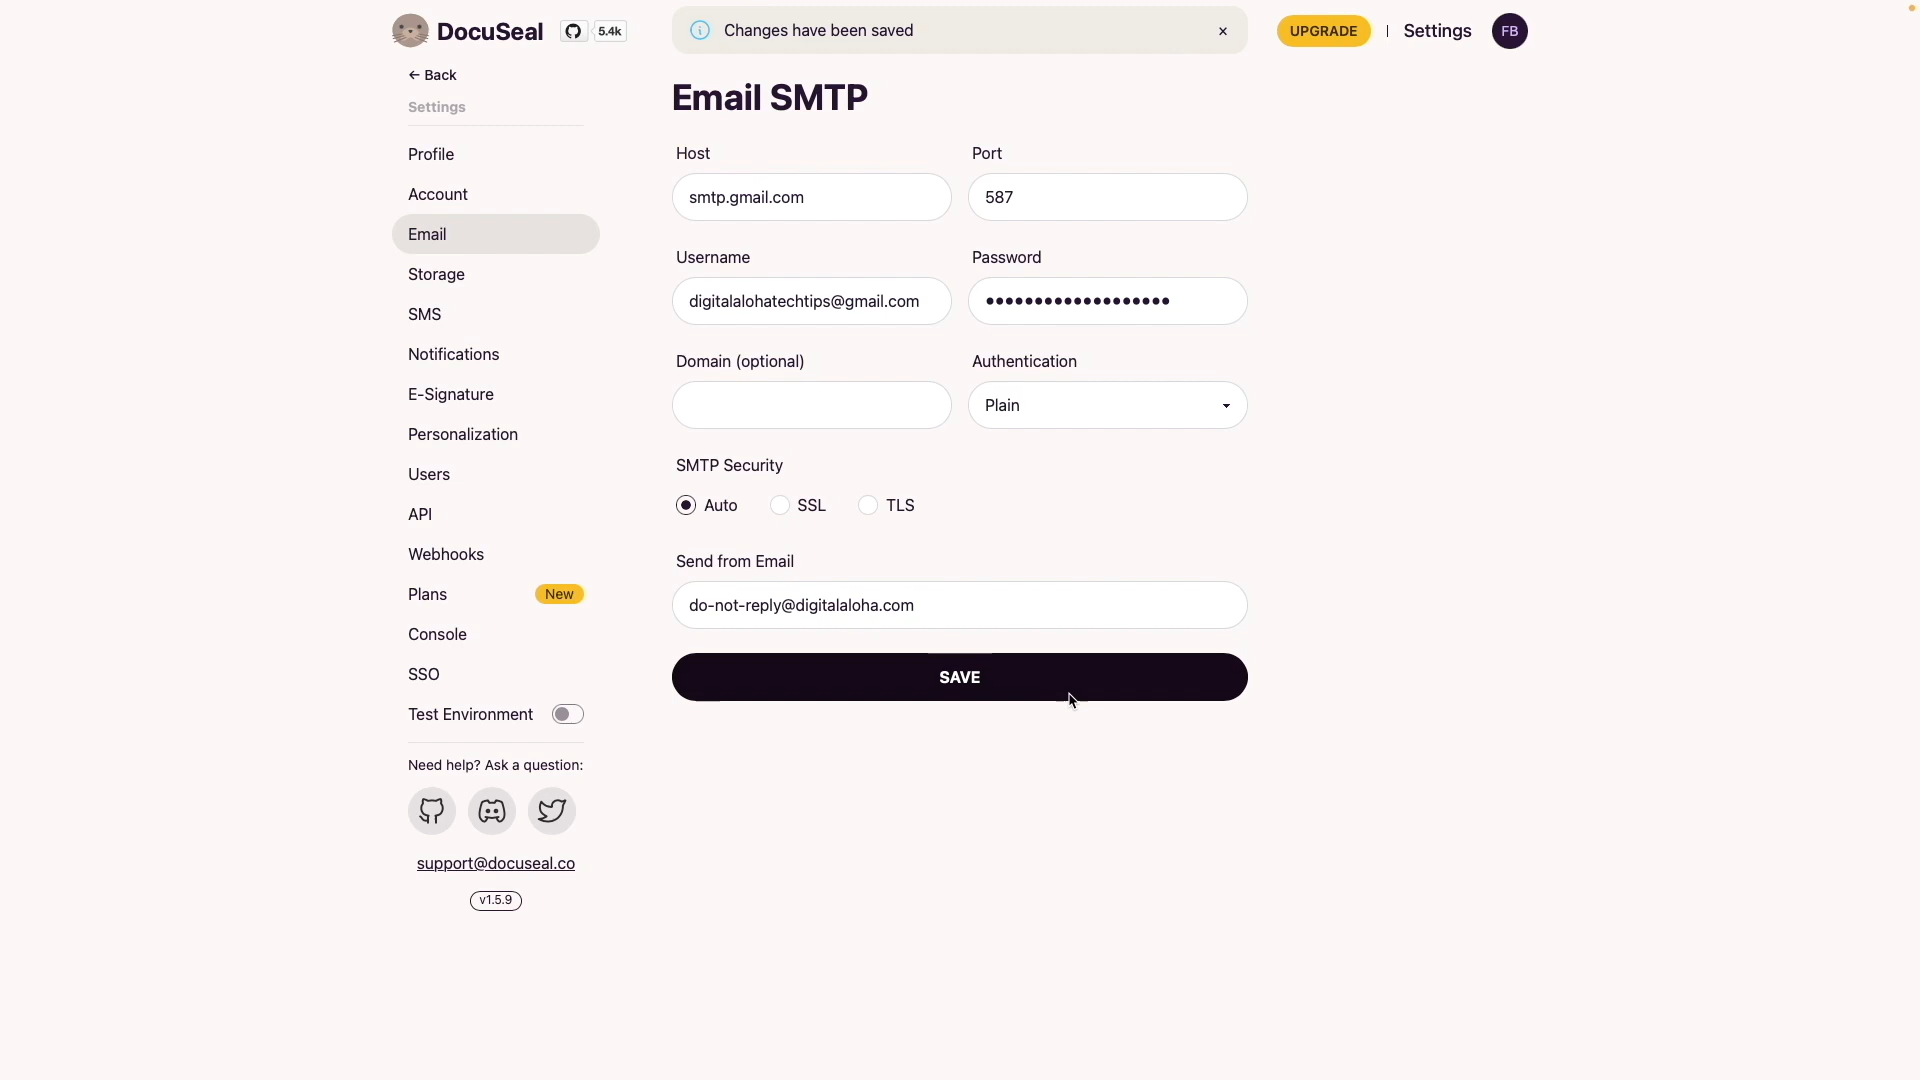 DocuSeal
5.4k
Changes have been saved
×
UPGRADE
Settings
FB
← Back
Settings
Profile
Account
Email
Storage
SMS
Notifications
E-Signature
Personalization
Users
API
Webhooks
Plans
New
Console
SSO
Test Environment
Need help? Ask a question:
support@docuseal.co
v1.5.9
Email SMTP
Host
Port
smtp.gmail.com
587
Username
Password
digitalalohatechtips@gmail.com
•••••••••••••••••••
Domain (optional)
Authentication
Plain
SMTP Security
Auto
SSL
TLS
Send from Email
do-not-reply@digitalaloha.com
SAVE